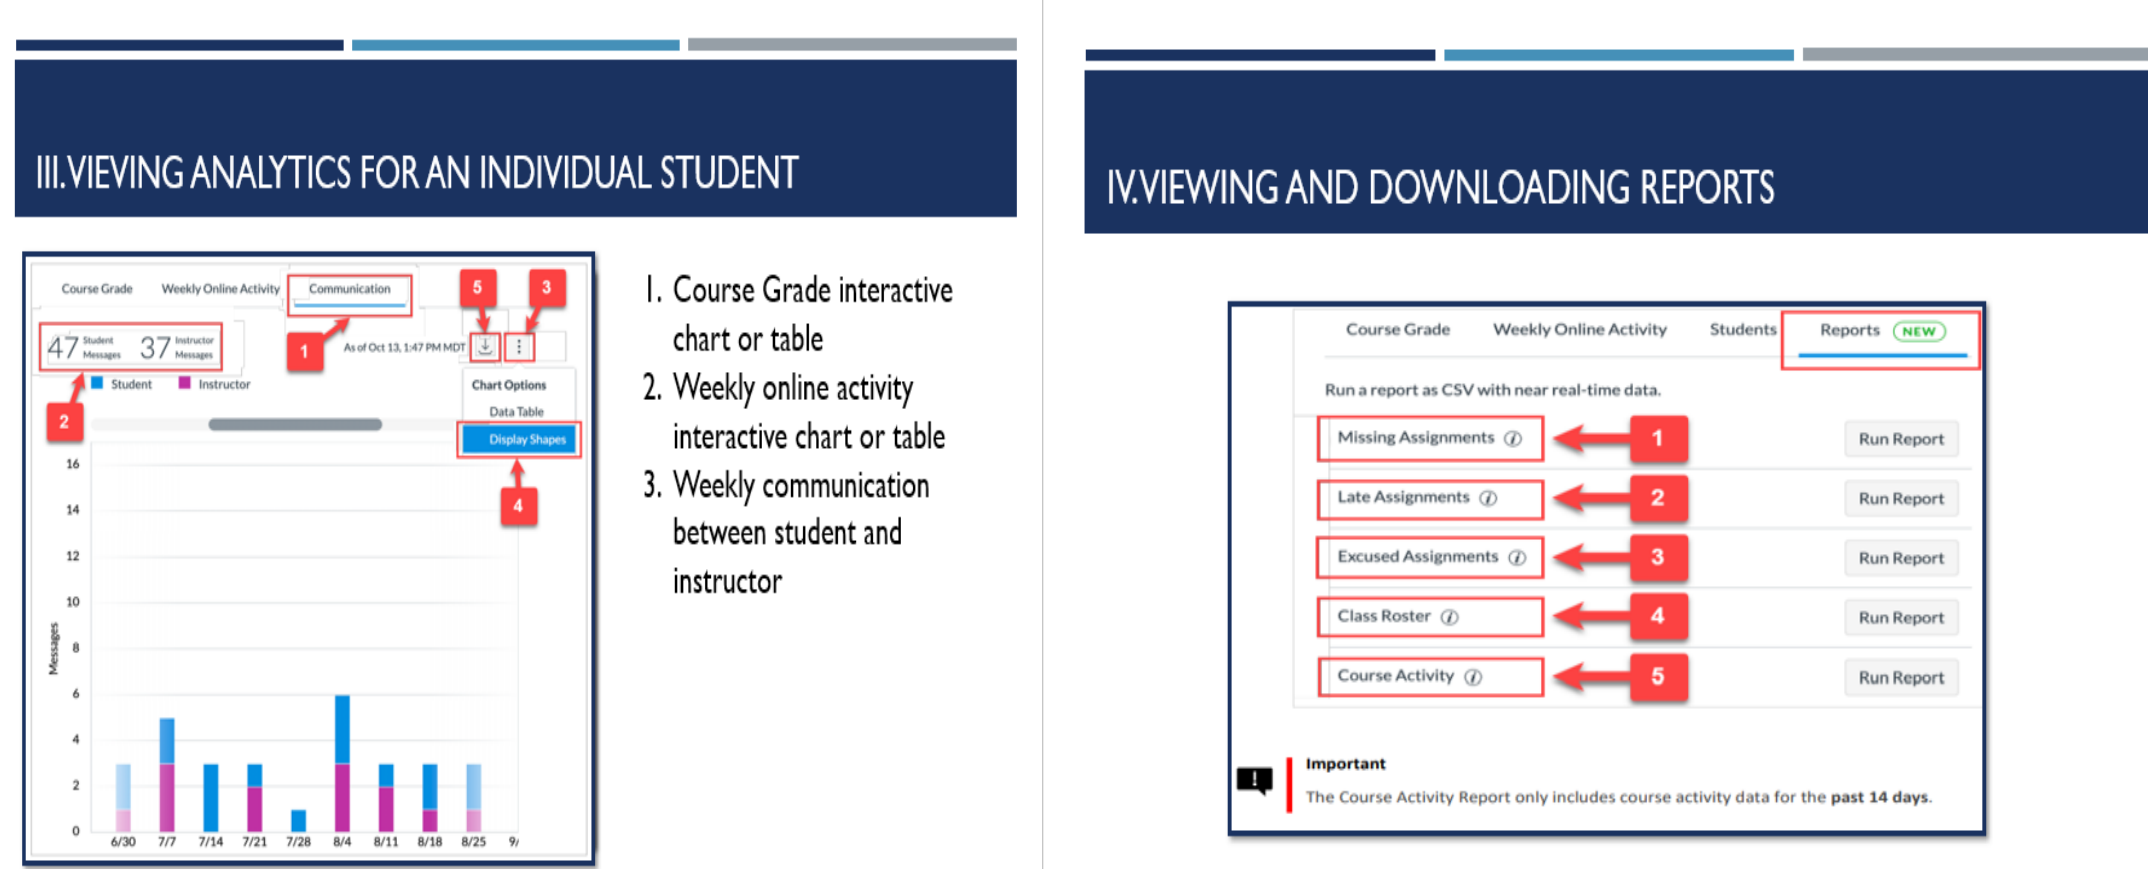 III.VIEVING ANALYTICS FOR AN INDIVIDUAL STUDENT
Course Grade Weekly Online Activity Communication 5 3
47 Student Messages 37 Instructor Messages 1 As of Oct 13, 1:47 PM MDT
Student Instructor
Chart Options
Data Table
2
Display Shapes
4
16
14
12
10
8
6
4
2
0
Messages
6/30 7/7 7/14 7/21 7/28 8/4 8/11 8/18 8/25 9/
1. Course Grade interactive
chart or table
2. Weekly online activity
interactive chart or table
3. Weekly communication
between student and
instructor
IV.VIEWING AND DOWNLOADING REPORTS
Course Grade Weekly Online Activity Students Reports NEW
Run a report as CSV with near real-time data.
Missing Assignments i 1 Run Report
Late Assignments i 2 Run Report
Excused Assignments i 3 Run Report
Class Roster i 4 Run Report
Course Activity i 5 Run Report
! Important
The Course Activity Report only includes course activity data for the past 14 days.